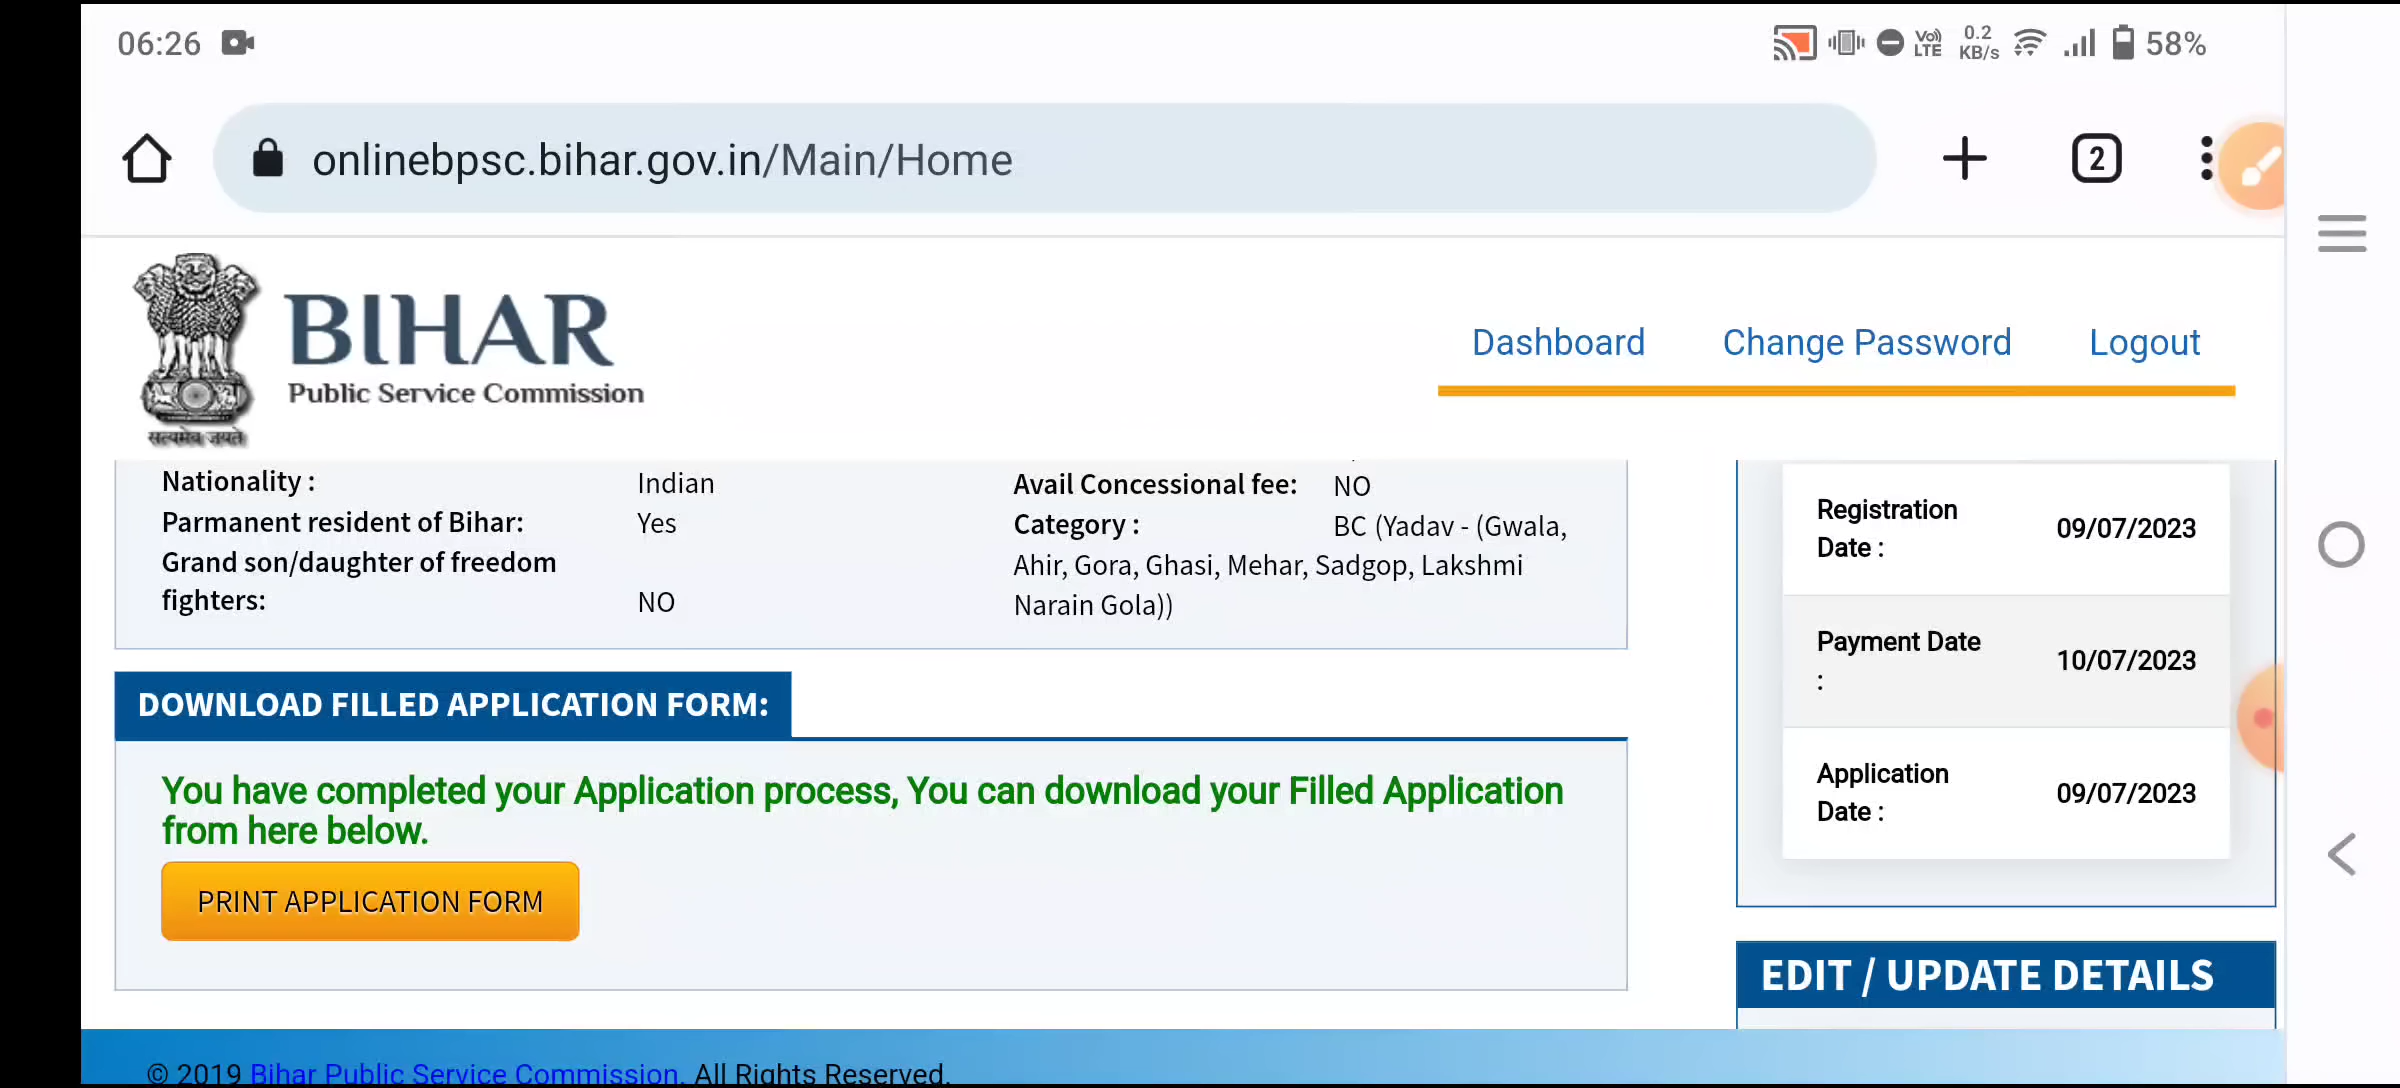 06:26
Vo) LTE
0.2 KB/s
58%
onlinebpsc.bihar.gov.in/Main/Home
2
BIHAR
Public Service Commission
सत्यमेव जयते
Dashboard Change Password Logout
Nationality : Indian
Parmanent resident of Bihar: Yes
Grand son/daughter of freedom
fighters: NO
Avail Concessional fee: NO
Category : BC (Yadav - (Gwala,
Ahir, Gora, Ghasi, Mehar, Sadgop, Lakshmi
Narain Gola))
DOWNLOAD FILLED APPLICATION FORM:
You have completed your Application process, You can download your Filled Application
from here below.
PRINT APPLICATION FORM
Registration
Date : 09/07/2023
Payment Date
: 10/07/2023
Application
Date : 09/07/2023
EDIT / UPDATE DETAILS
© 2019 Bihar Public Service Commission. All Rights Reserved.